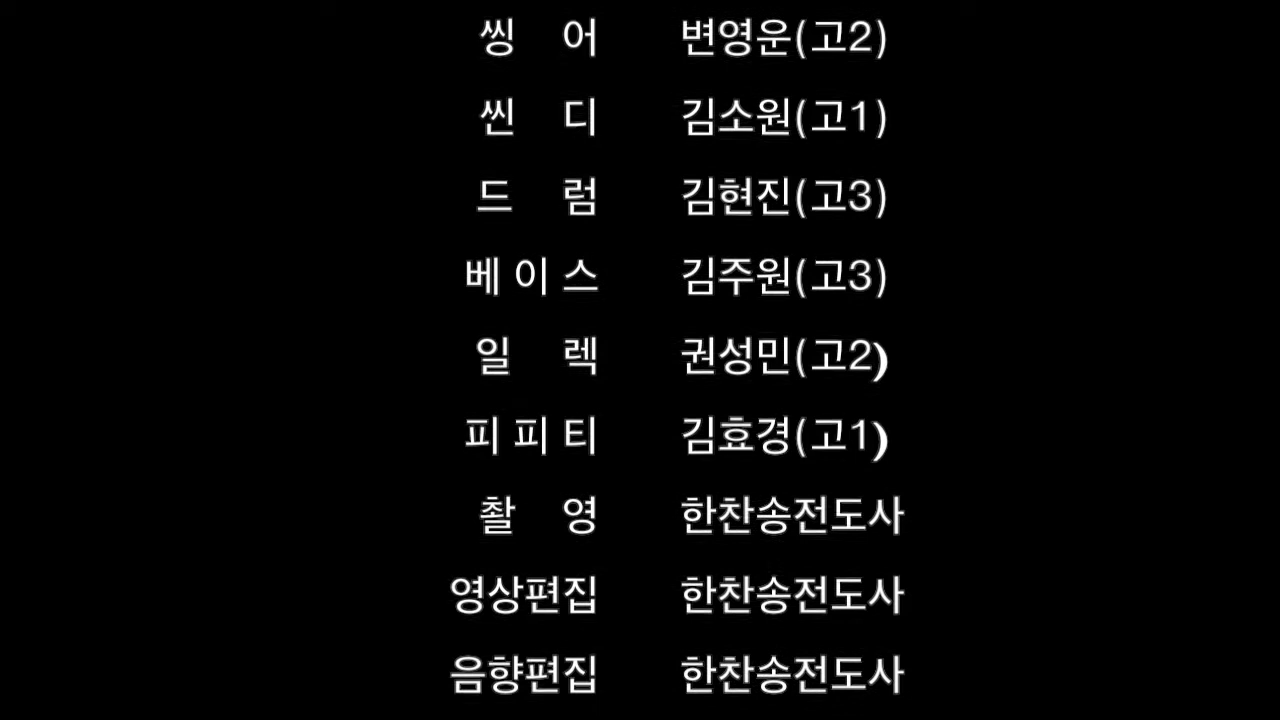 씽 어 변영운(고2)
씬 디 김소원(고1)
드 럼 김현진(고3)
베 이 스 김주원(고3)
일 렉 권성민(고2)
피 피 티 김효경(고1)
촬 영 한찬송전도사
영상편집 한찬송전도사
음향편집 한찬송전도사